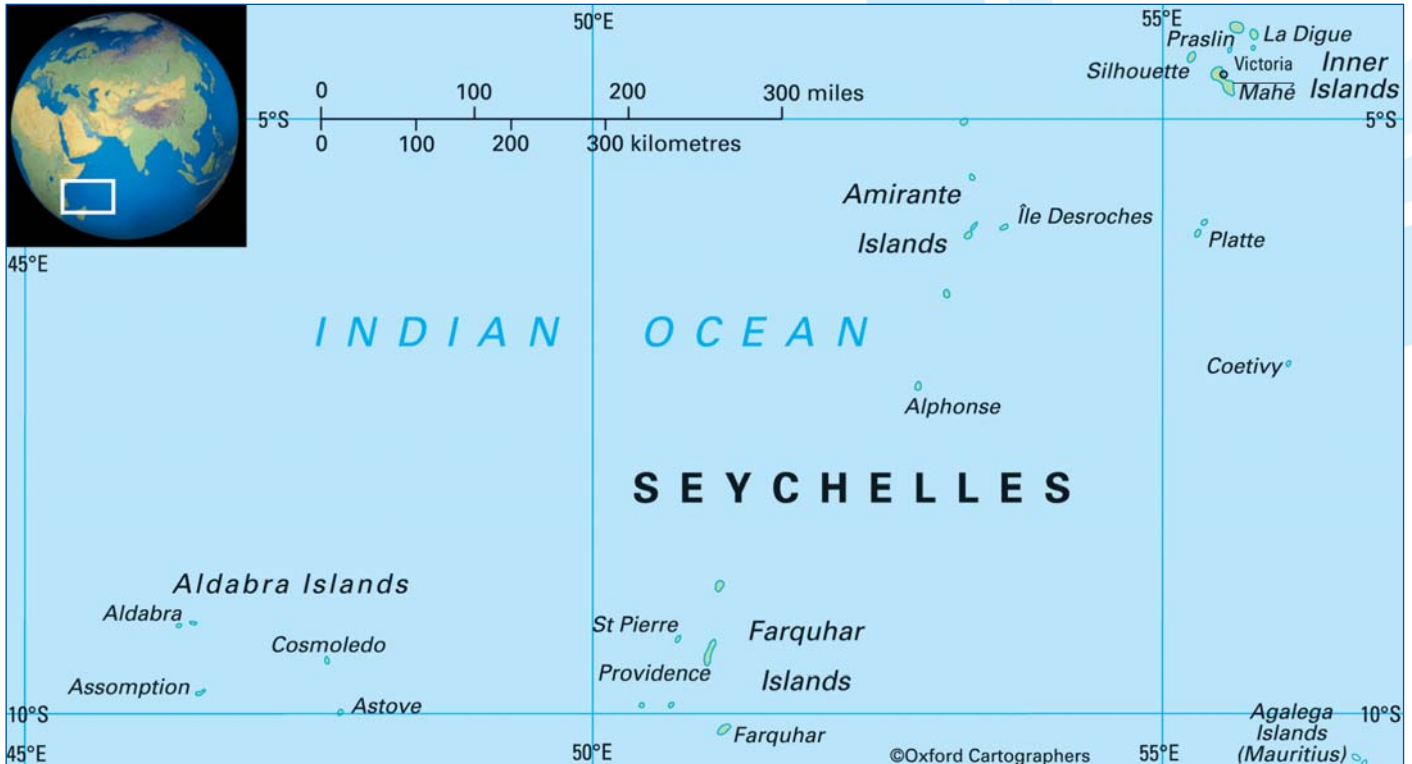 50°E
55°E
Praslin
La Digue
Silhouette
Victoria
Inner
Islands
Mahé
0 100 200 300 miles
5°S
5°S
0 100 200 300 kilometres
Amirante
Islands
Île Desroches
Platte
45°E
INDIAN OCEAN
Coetivy
Alphonse
SEYCHELLES
Aldabra Islands
Aldabra
Cosmoledo
Assomption
Astove
St Pierre
Farquhar
Islands
Providence
Farquhar
10°S
10°S
Agalega
Islands
(Mauritius)
45°E
50°E
©Oxford Cartographers
55°E